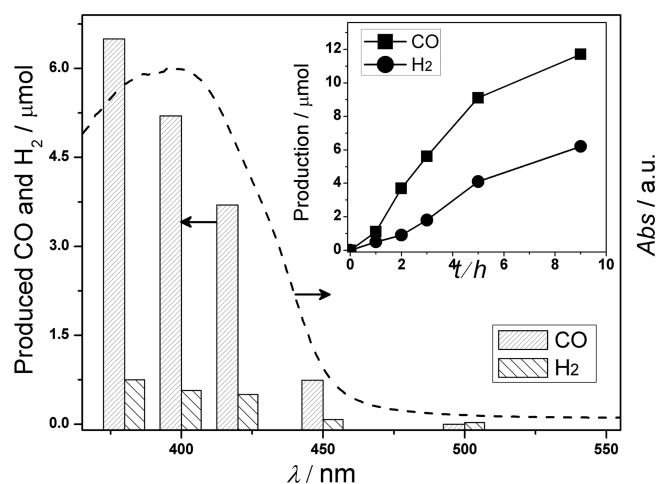 Produced CO and H2 / μmol
6.0
4.5
3.0
1.5
0.0
400
450
500
550
λ / nm
Abs / a.u.
CO
H2
Production / μmol
12
10
8
6
4
2
0
0
2
4
6
8
10
t/h
CO
H2